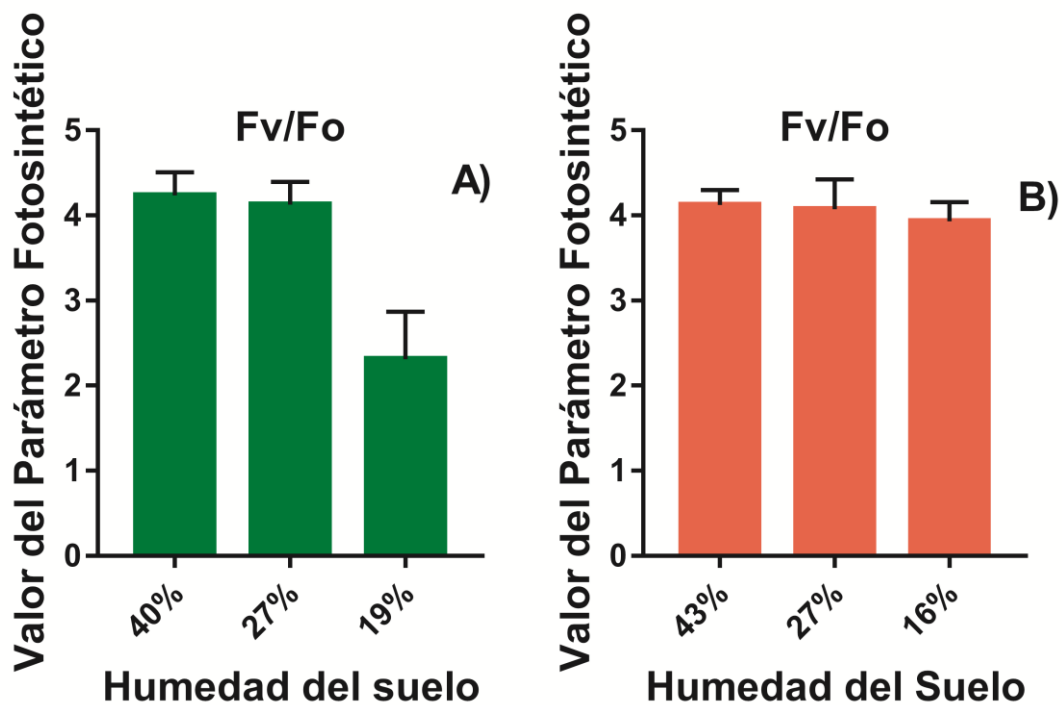 Valor del Parámetro Fotosintético
Fv/Fo
A)
5
4
3
2
1
0
40%
27%
19%
Humedad del suelo
Valor del Parámetro Fotosintético
Fv/Fo
B)
5
4
3
2
1
0
43%
27%
16%
Humedad del Suelo